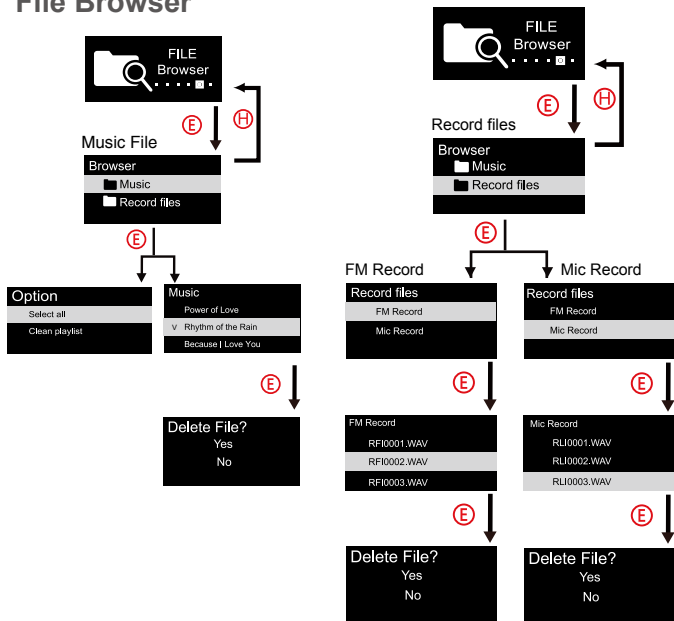 File Browser
FILE
Browser
E
H
Music File
Browser
Music
Record files
E
Option
Select all
Clean playlist
Music
Power of Love
V Rhythm of the Rain
Because I Love You
E
Delete File?
Yes
No
FILE
Browser
E
H
Record files
Browser
Music
Record files
E
FM Record
Record files
FM Record
Mic Record
E
FM Record
RFI0001.WAV
RFI0002.WAV
RFI0003.WAV
E
Delete File?
Yes
No
Mic Record
Record files
FM Record
Mic Record
E
Mic Record
RLI0001.WAV
RLI0002.WAV
RLI0003.WAV
E
Delete File?
Yes
No